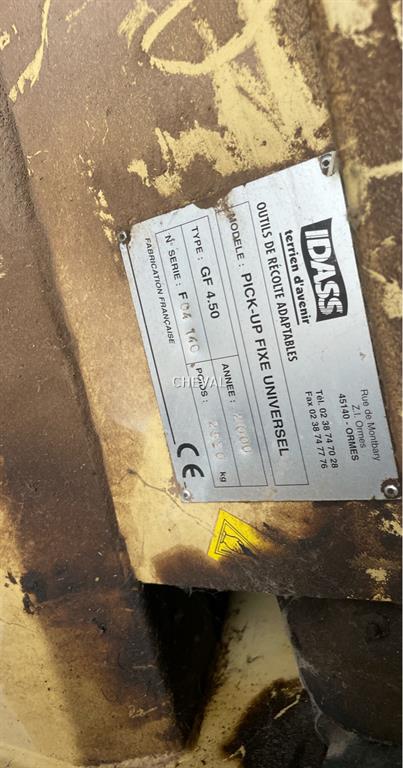 IDASS
terrien d'avenir
OUTILS DE RÉCOLTE ADAPTABLES
Rue de Montbary
Z.I. Ormes
45140 - ORMES
Tél. 02 38 74 70 28
Fax 02 38 74 77 76
MODELE : PICK-UP FIXE UNIVERSEL
TYPE : GF 4,50
ANNEE : 2000
N° SERIE :
POIDS : kg
FABRICATION FRANÇAISE
CE
CHEVAL